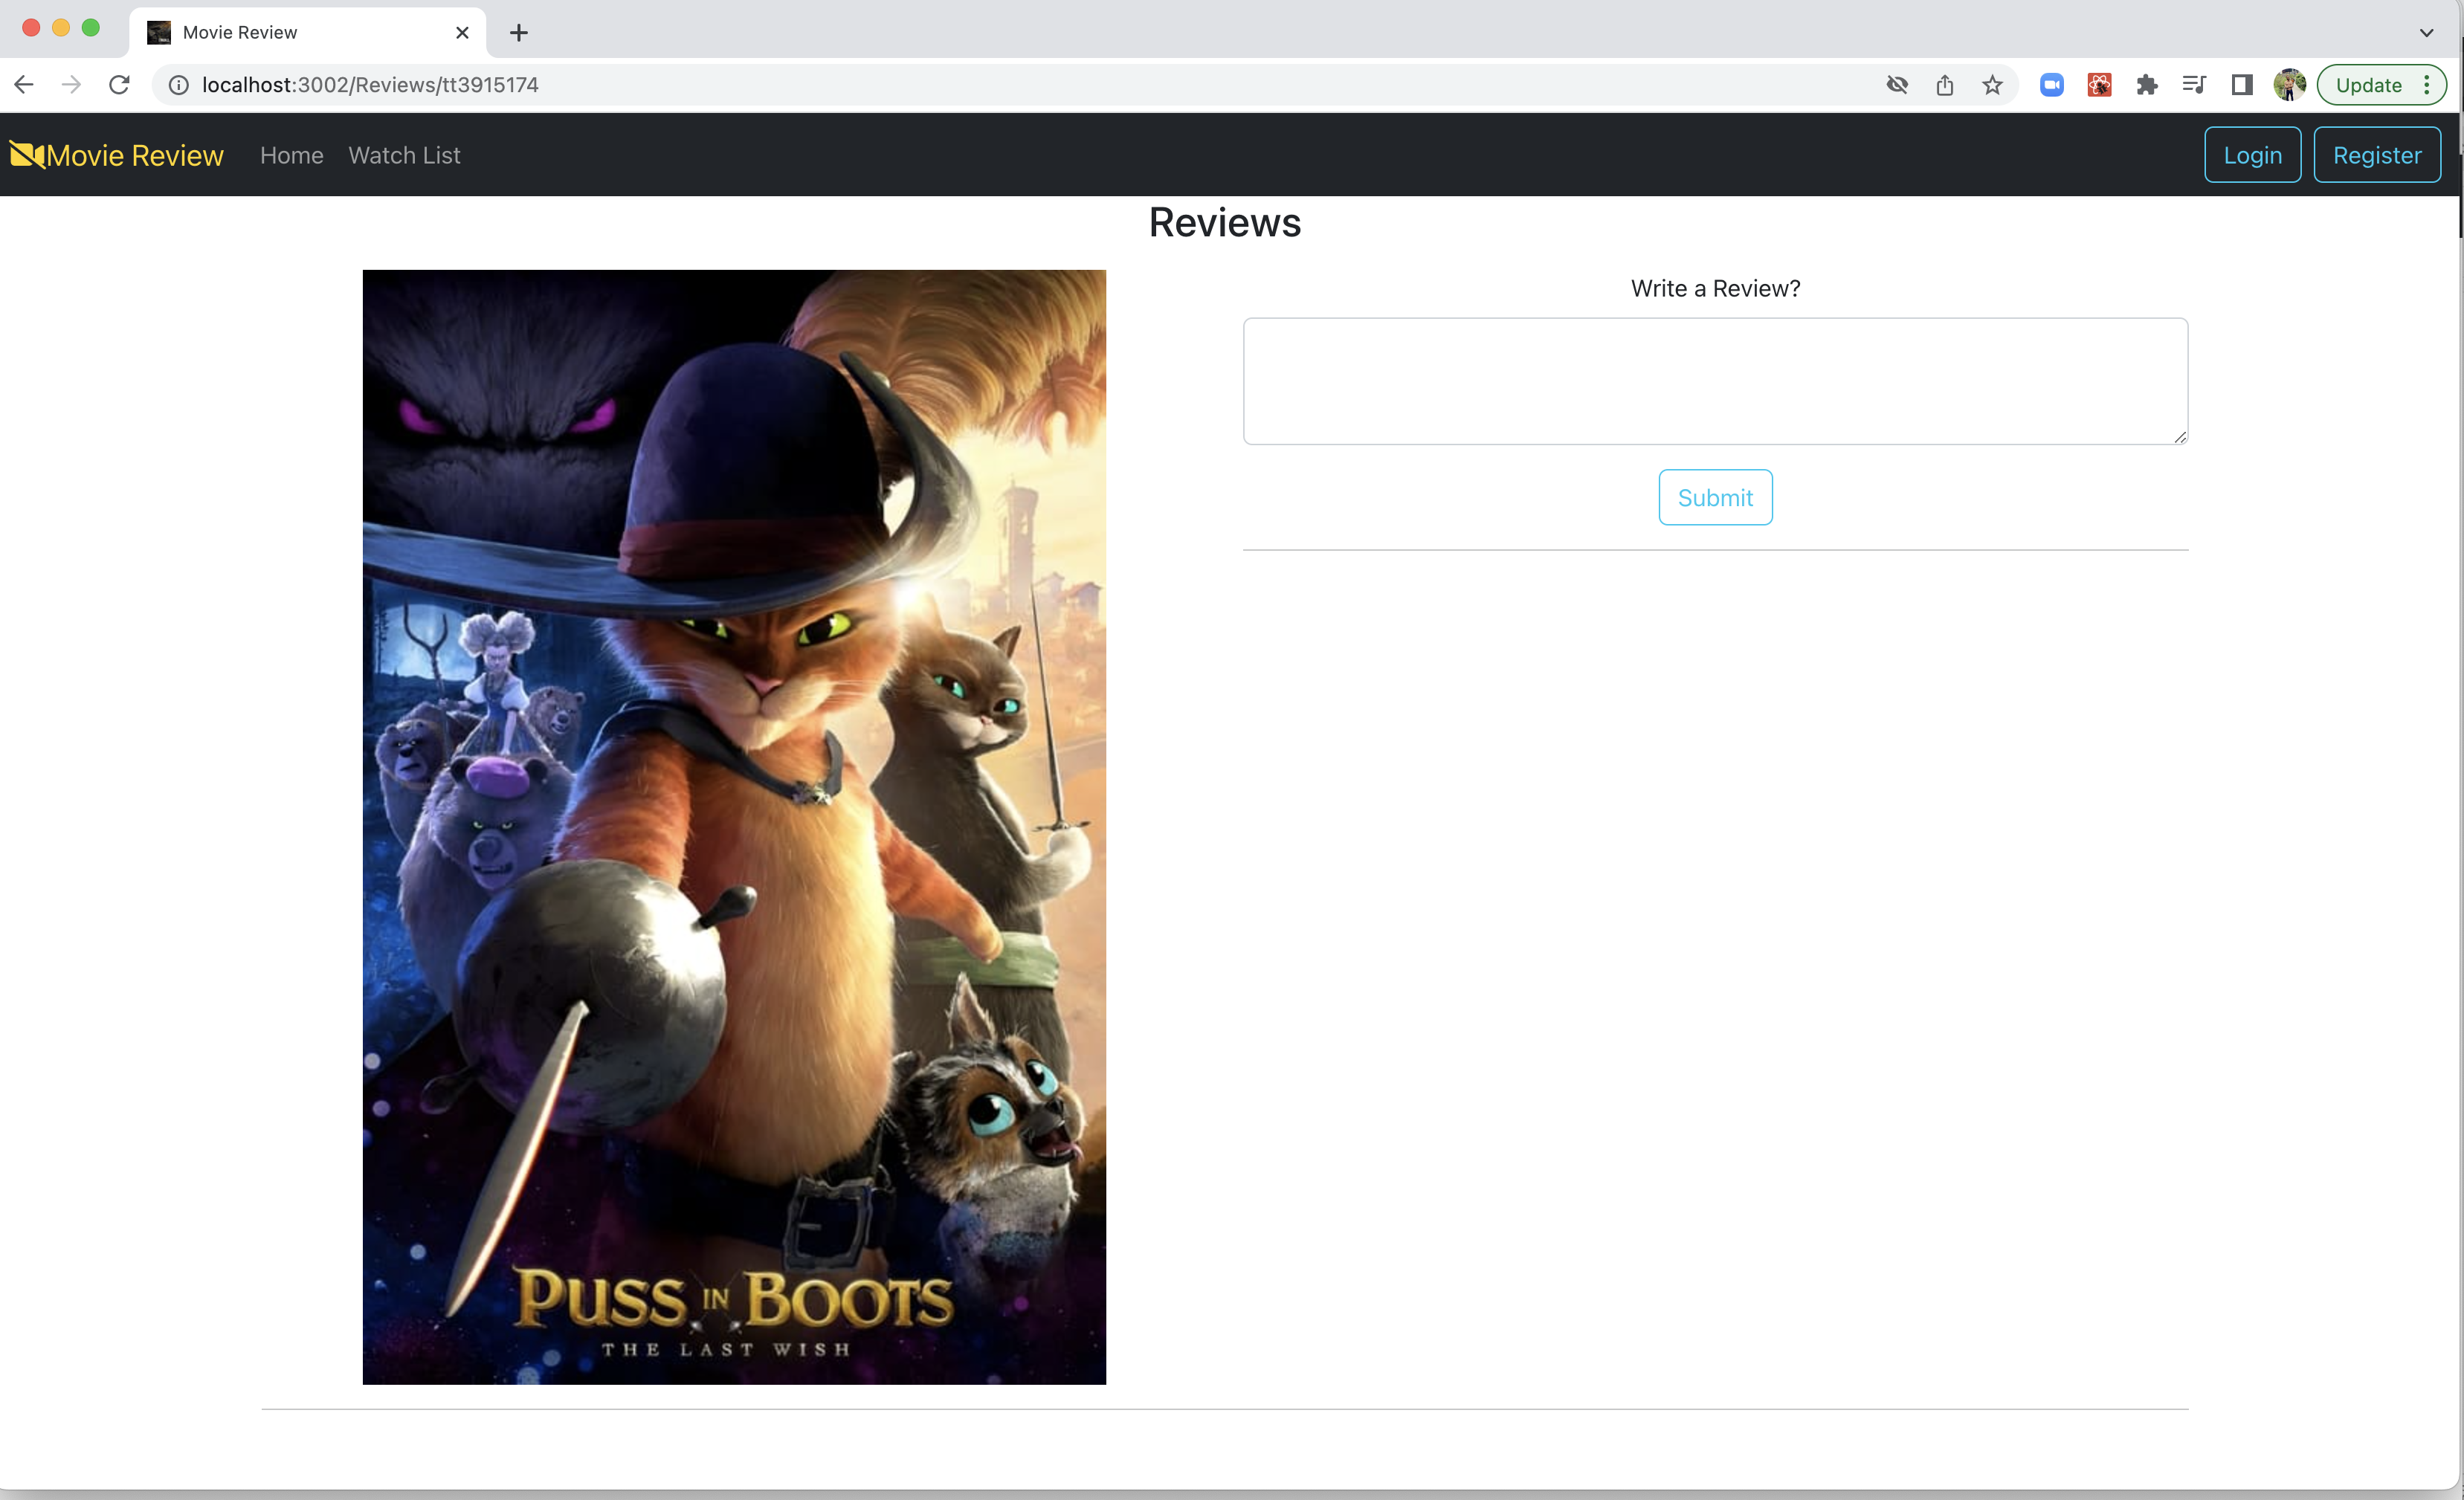 Movie Review
localhost:3002/Reviews/tt3915174
Update
Movie Review Home Watch List Login Register
Reviews
Write a Review?
Submit
PUSS IN BOOTS
THE LAST WISH